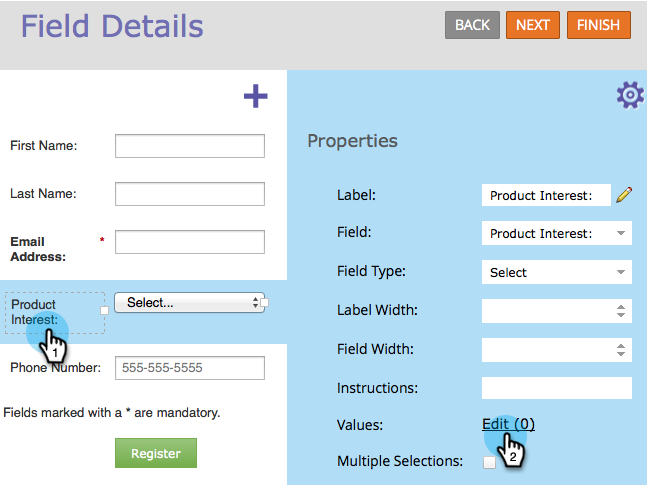 Field Details
BACK
NEXT
FINISH
First Name:
Last Name:
Email
Address:
*
Product
Interest:
Select...
1
Phone Number:
555-555-5555
Fields marked with a * are mandatory.
Register
Properties
Label:
Product Interest:
Field:
Product Interest:
Field Type:
Select
Label Width:
Field Width:
Instructions:
Values:
Edit (0)
2
Multiple Selections: